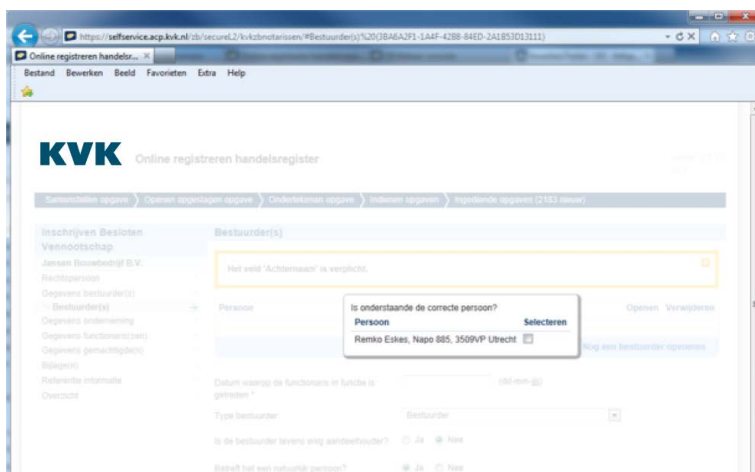 https://selfservice.acp.kvk.nl/zb/secureL2/kvkzbnotarissen/#Bestuurder(s)%20(3BA6A2F1-1A4F-42B8-84ED-2A1B53D13111)
Online registreren handelsr...
Bestand Bewerken Beeld Favorieten Extra Help
KVK Online registreren handelsregister
Samenstellen opgave Openen opgeslagen opgave Ondertekenen opgave Indienen opgaven Ingediende opgaven (2183 nieuw)
Inschrijven Besloten Vennootschap
Jansen Bouwbedrijf B.V.
Rechtspersoon
Gegevens bestuurder(s)
Bestuurder(s)
Gegevens onderneming
Gegevens functionaris(sen)
Gegevens gemachtigde(n)
Bijlage(n)
Referentie informatie
Overzicht
Bestuurder(s)
Het veld 'Achternaam' is verplicht.
Persoon Openen Verwijderen
Is onderstaande de correcte persoon?
Persoon Selecteren
Remko Eskes, Napo 885, 3509VP Utrecht
Nog een bestuurder opvoeren
Datum waarop de functionaris in functie is getreden * (dd-mm-jjjj)
Type bestuurder Bestuurder
Is de bestuurder tevens enig aandeelhouder? Ja Nee
Betreft het een natuurlijk persoon? Ja Nee